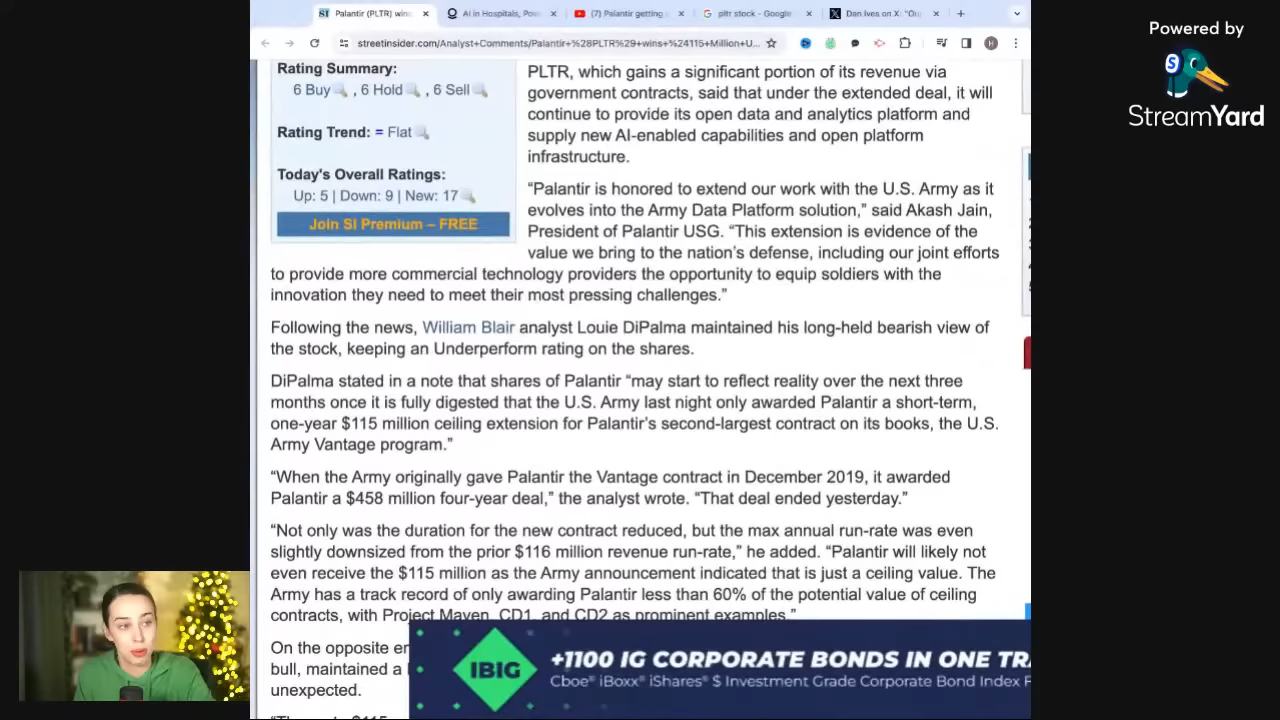 Palantir (PLTR) wins
AI in Hospitals, Pow
(7) Palantir getting
pltr stock - Google
Dan Ives on X: "Ou
streetinsider.com/Analyst+Comments/Palantir+%28PLTR%29+wins+%24115+Million+U...
H
Powered by
StreamYard
Rating Summary:
6 Buy , 6 Hold , 6 Sell
Rating Trend: = Flat
Today's Overall Ratings:
Up: 5 | Down: 9 | New: 17
Join SI Premium – FREE
PLTR, which gains a significant portion of its revenue via
government contracts, said that under the extended deal, it will
continue to provide its open data and analytics platform and
supply new AI-enabled capabilities and open platform
infrastructure.
“Palantir is honored to extend our work with the U.S. Army as it
evolves into the Army Data Platform solution,” said Akash Jain,
President of Palantir USG. “This extension is evidence of the
value we bring to the nation’s defense, including our joint efforts
to provide more commercial technology providers the opportunity to equip soldiers with the
innovation they need to meet their most pressing challenges.”
Following the news, William Blair analyst Louie DiPalma maintained his long-held bearish view of
the stock, keeping an Underperform rating on the shares.
DiPalma stated in a note that shares of Palantir “may start to reflect reality over the next three
months once it is fully digested that the U.S. Army last night only awarded Palantir a short-term,
one-year $115 million ceiling extension for Palantir’s second-largest contract on its books, the U.S.
Army Vantage program.”
“When the Army originally gave Palantir the Vantage contract in December 2019, it awarded
Palantir a $458 million four-year deal,” the analyst wrote. “That deal ended yesterday.”
“Not only was the duration for the new contract reduced, but the max annual run-rate was even
slightly downsized from the prior $116 million revenue run-rate,” he added. “Palantir will likely not
even receive the $115 million as the Army announcement indicated that is just a ceiling value. The
Army has a track record of only awarding Palantir less than 60% of the potential value of ceiling
contracts, with Project Maven, CD1, and CD2 as prominent examples.”
On the opposite
bull, maintained a
unexpected.
IBIG
+1100 IG CORPORATE BONDS IN ONE TRA
Cboe® iBoxx® iShares® $ Investment Grade Corporate Bond Index F